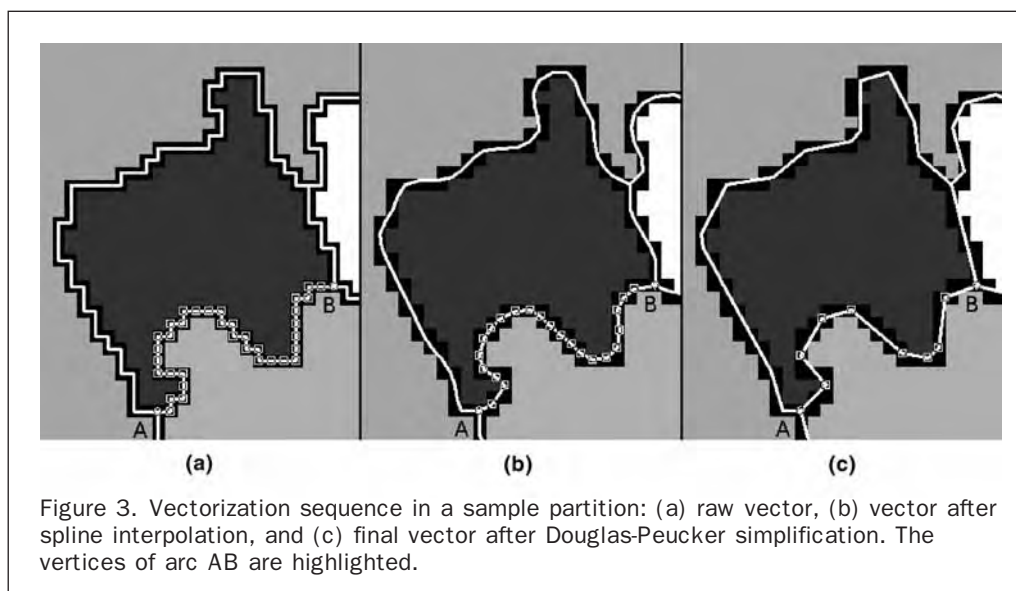 B
A
B
A
B
A
(a)
(b)
(c)
Figure 3. Vectorization sequence in a sample partition: (a) raw vector, (b) vector after
spline interpolation, and (c) final vector after Douglas-Peucker simplification. The
vertices of arc AB are highlighted.